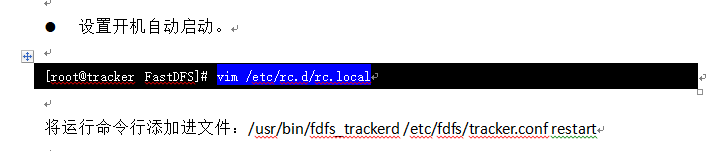 ● 设置开机自动启动。
[root@tracker FastDFS]# vim /etc/rc.d/rc.local
将运行命令行添加进文件：/usr/bin/fdfs_trackerd /etc/fdfs/tracker.conf restart